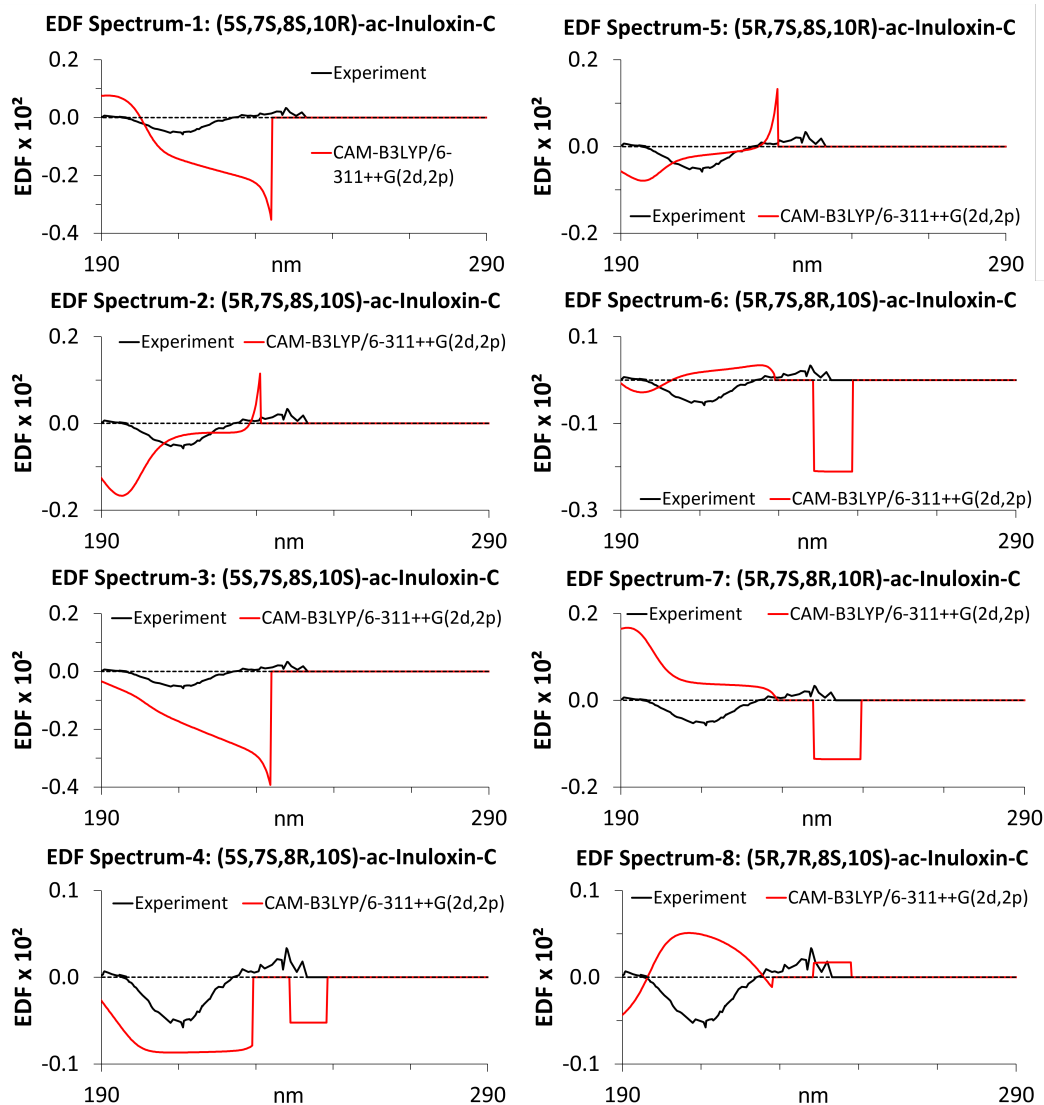 EDF Spectrum-1: (5S,7S,8S,10R)-ac-Inuloxin-C
EDF x 10²
0.2
0.0
-0.2
-0.4
Experiment
CAM-B3LYP/6-
311++G(2d,2p)
190
nm
290
EDF Spectrum-5: (5R,7S,8S,10R)-ac-Inuloxin-C
EDF x 10²
0.2
0.0
-0.2
Experiment
CAM-B3LYP/6-311++G(2d,2p)
190
nm
290
EDF Spectrum-2: (5R,7S,8S,10S)-ac-Inuloxin-C
EDF x 10²
0.2
0.0
-0.2
Experiment
CAM-B3LYP/6-311++G(2d,2p)
190
nm
290
EDF Spectrum-6: (5R,7S,8R,10S)-ac-Inuloxin-C
EDF x 10²
0.1
-0.1
-0.3
Experiment
CAM-B3LYP/6-311++G(2d,2p)
190
nm
290
EDF Spectrum-3: (5S,7S,8S,10S)-ac-Inuloxin-C
EDF x 10²
0.2
0.0
-0.2
-0.4
Experiment
CAM-B3LYP/6-311++G(2d,2p)
190
nm
290
EDF Spectrum-7: (5R,7S,8R,10R)-ac-Inuloxin-C
EDF x 10²
0.2
0.0
-0.2
Experiment
CAM-B3LYP/6-311++G(2d,2p)
190
nm
290
EDF Spectrum-4: (5S,7S,8R,10S)-ac-Inuloxin-C
EDF x 10²
0.1
0.0
-0.1
Experiment
CAM-B3LYP/6-311++G(2d,2p)
190
nm
290
EDF Spectrum-8: (5R,7R,8S,10S)-ac-Inuloxin-C
EDF x 10²
0.1
0.0
-0.1
Experiment
CAM-B3LYP/6-311++G(2d,2p)
190
nm
290